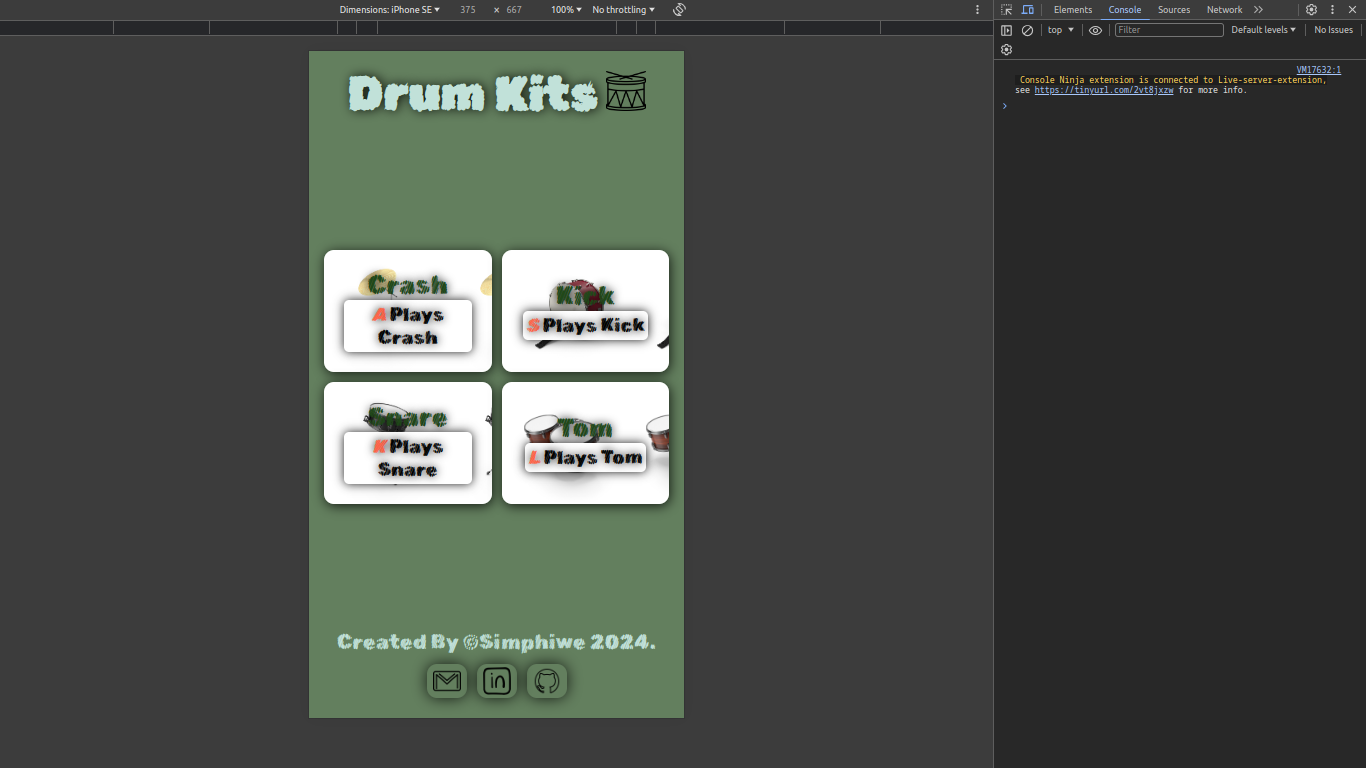 Dimensions: iPhone SE 375 × 667 100% No throttling
Elements Console Sources Network
top Filter Default levels No Issues
VM17632:1
Console Ninja extension is connected to Live-server-extension,
see https://tinyurl.com/2vt8jxzw for more info.
Drum Kits
Crash
A Plays
Crash
Kick
S Plays Kick
Snare
K Plays
Snare
Tom
L Plays Tom
Created By @Simphiwe 2024.
in